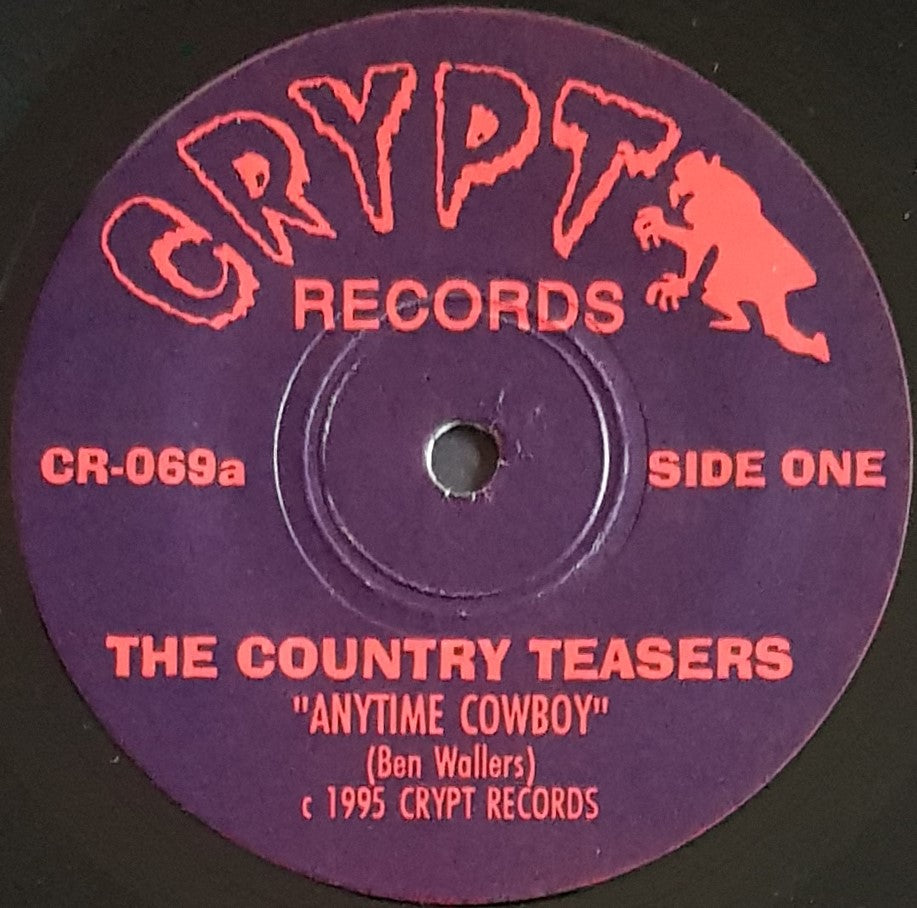 CRYPT
RECORDS
CR-069a
SIDE ONE
THE COUNTRY TEASERS
"ANYTIME COWBOY"
(Ben Wallers)
c 1995 CRYPT RECORDS